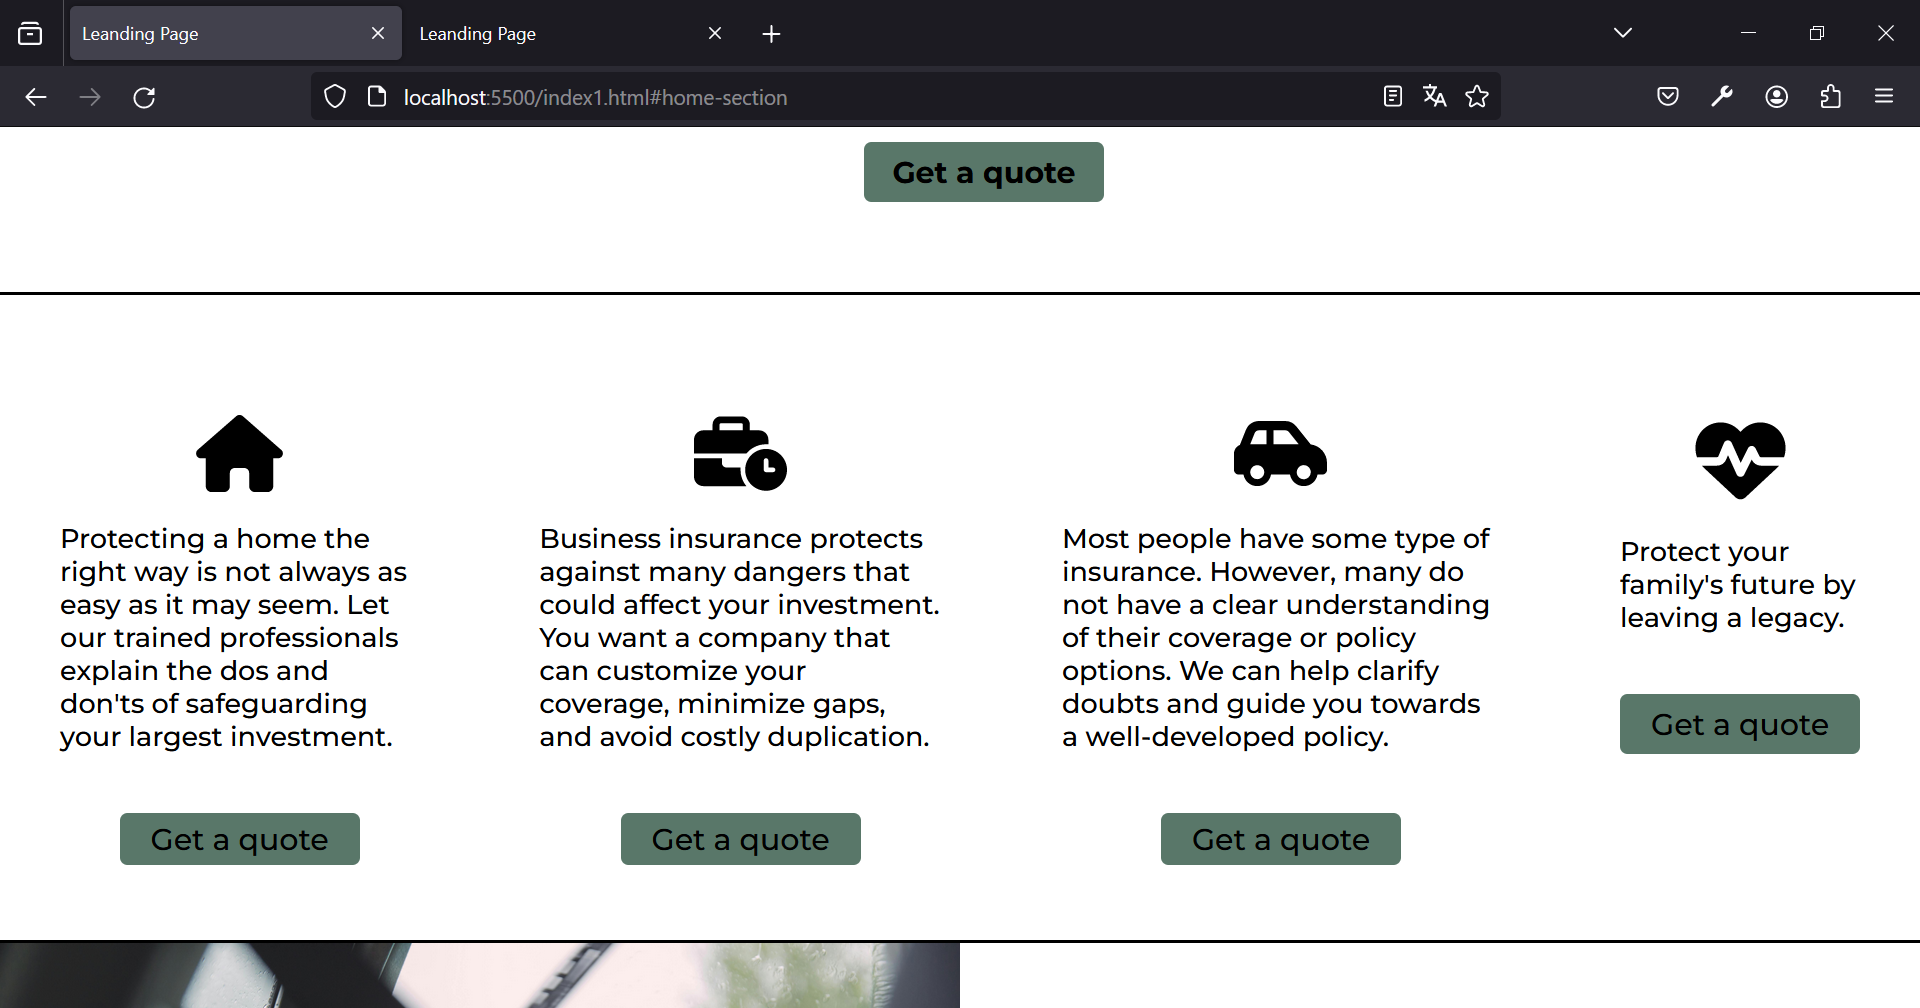 Leanding Page
Leanding Page
localhost:5500/index1.html#home-section
Get a quote
Protecting a home the
right way is not always as
easy as it may seem. Let
our trained professionals
explain the dos and
don'ts of safeguarding
your largest investment.
Get a quote
Business insurance protects
against many dangers that
could affect your investment.
You want a company that
can customize your
coverage, minimize gaps,
and avoid costly duplication.
Get a quote
Most people have some type of
insurance. However, many do
not have a clear understanding
of their coverage or policy
options. We can help clarify
doubts and guide you towards
a well-developed policy.
Get a quote
Protect your
family's future by
leaving a legacy.
Get a quote